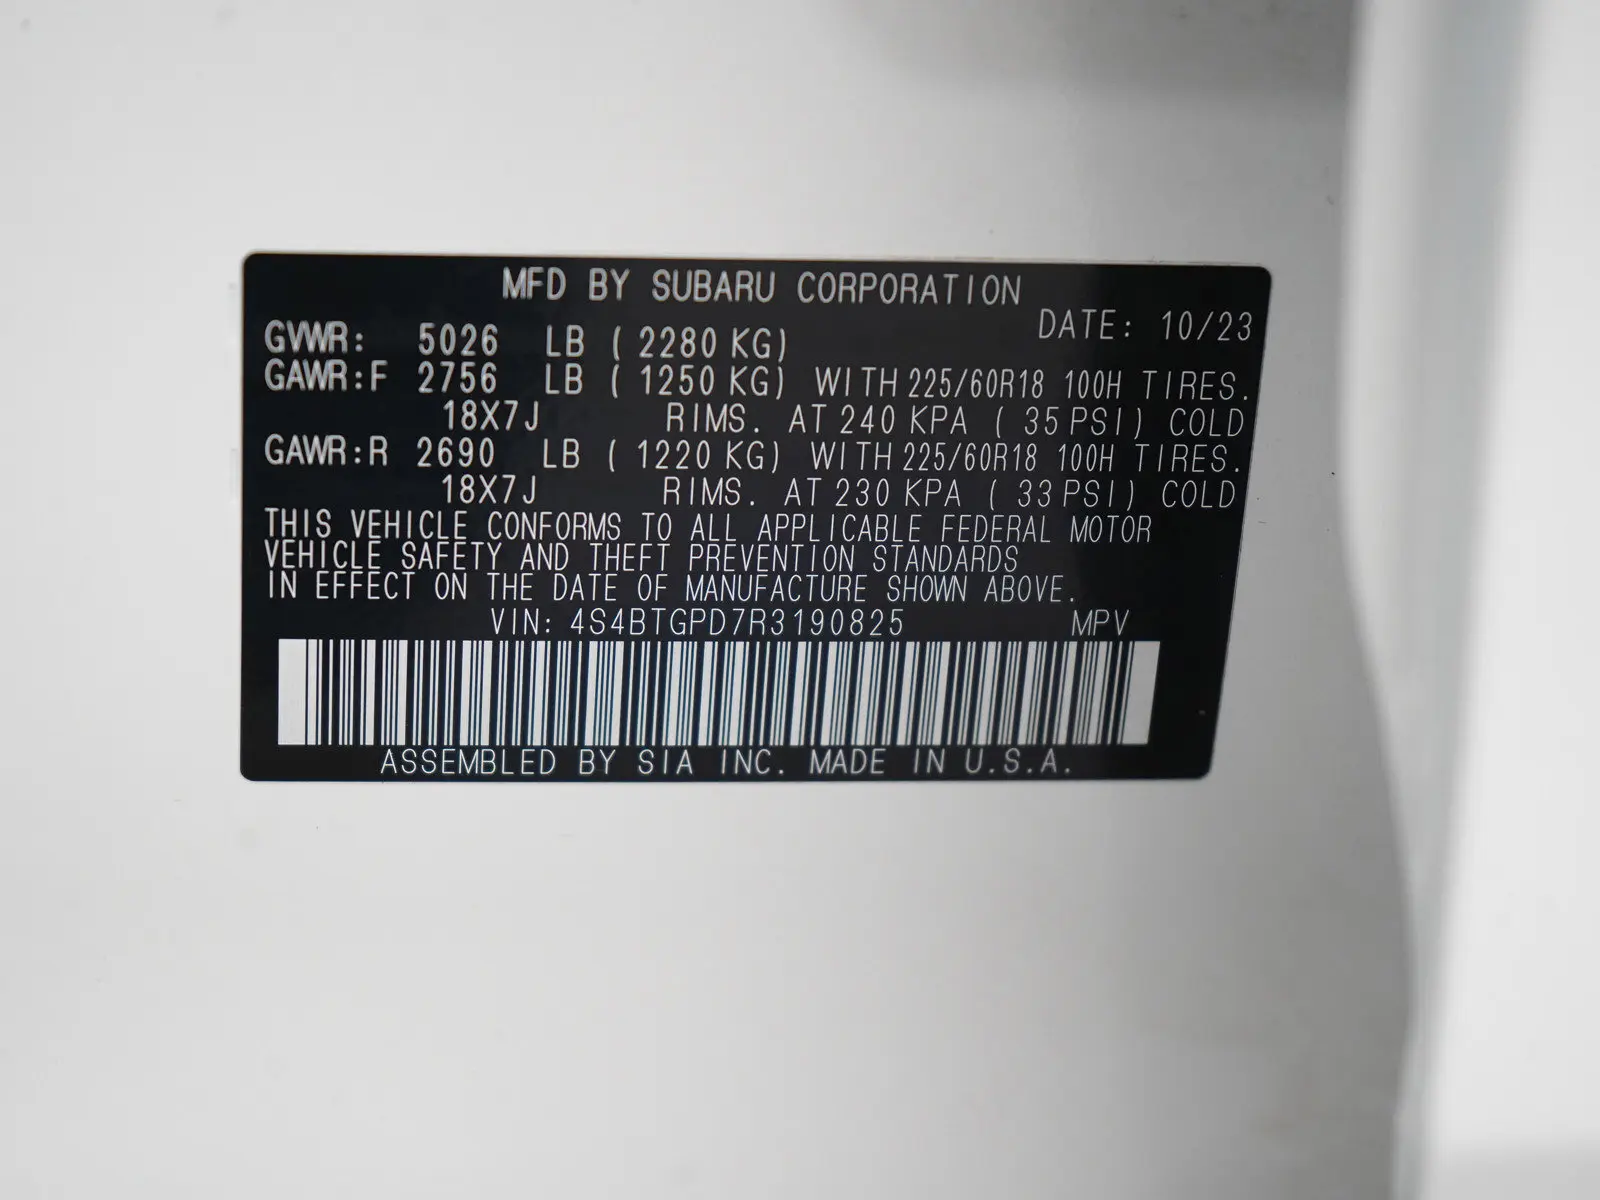 MFD BY SUBARU CORPORATION
DATE: 10/23
GVWR: 5026 LB ( 2280 KG)
GAWR:F 2756 LB ( 1250 KG) WITH 225/60R18 100H TIRES.
18X7J RIMS. AT 240 KPA ( 35 PSI) COLD
GAWR:R 2690 LB ( 1220 KG) WITH 225/60R18 100H TIRES.
18X7J RIMS. AT 230 KPA ( 33 PSI) COLD
THIS VEHICLE CONFORMS TO ALL APPLICABLE FEDERAL MOTOR
VEHICLE SAFETY AND THEFT PREVENTION STANDARDS
IN EFFECT ON THE DATE OF MANUFACTURE SHOWN ABOVE.
VIN: 4S4BTGPD7R3190825 MPV
ASSEMBLED BY SIA INC. MADE IN U.S.A.